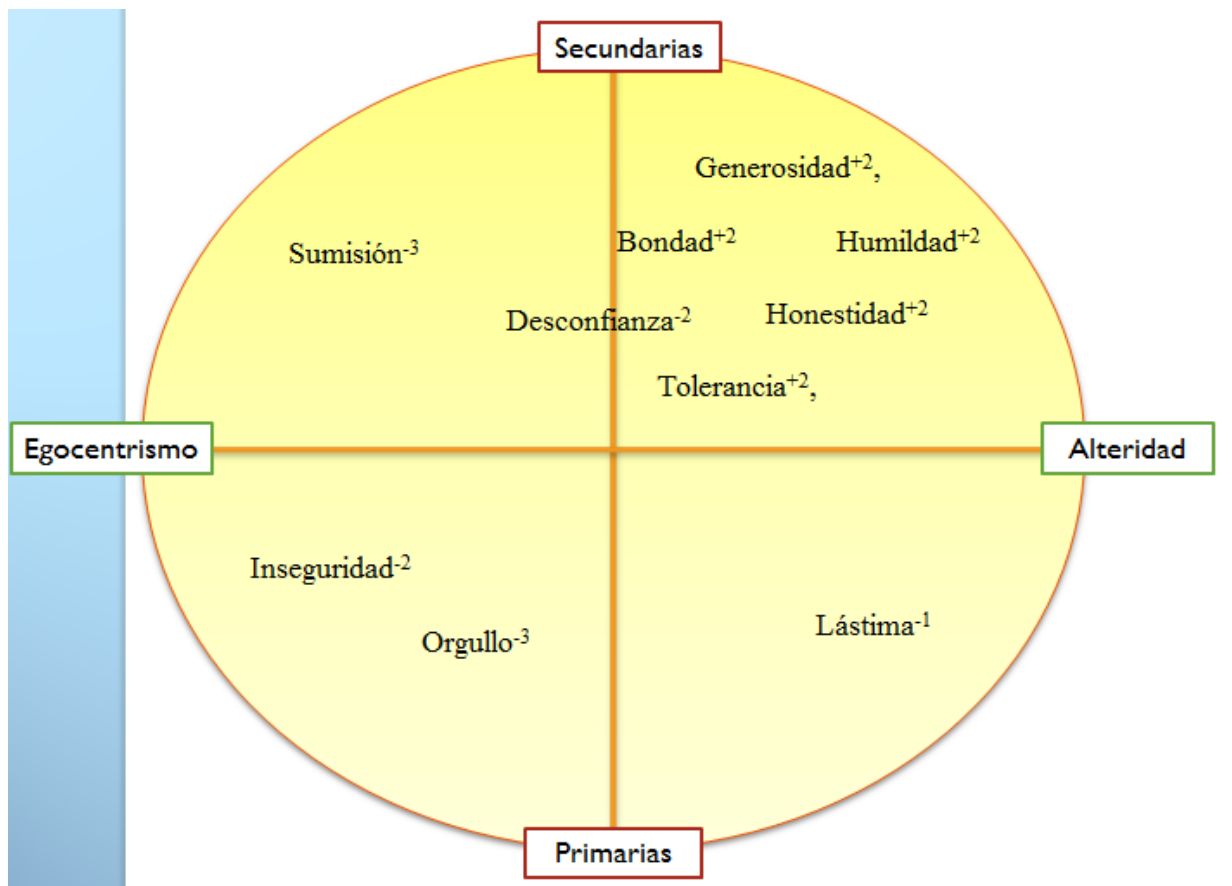 Secundarias
Generosidad⁺²,
Bondad⁺² Humildad⁺²
Sumisión⁻³
Desconfianza⁻² Honestidad⁺²
Tolerancia⁺²,
Egocentrismo Alteridad
Inseguridad⁻²
Lástima⁻¹
Orgullo⁻³
Primarias